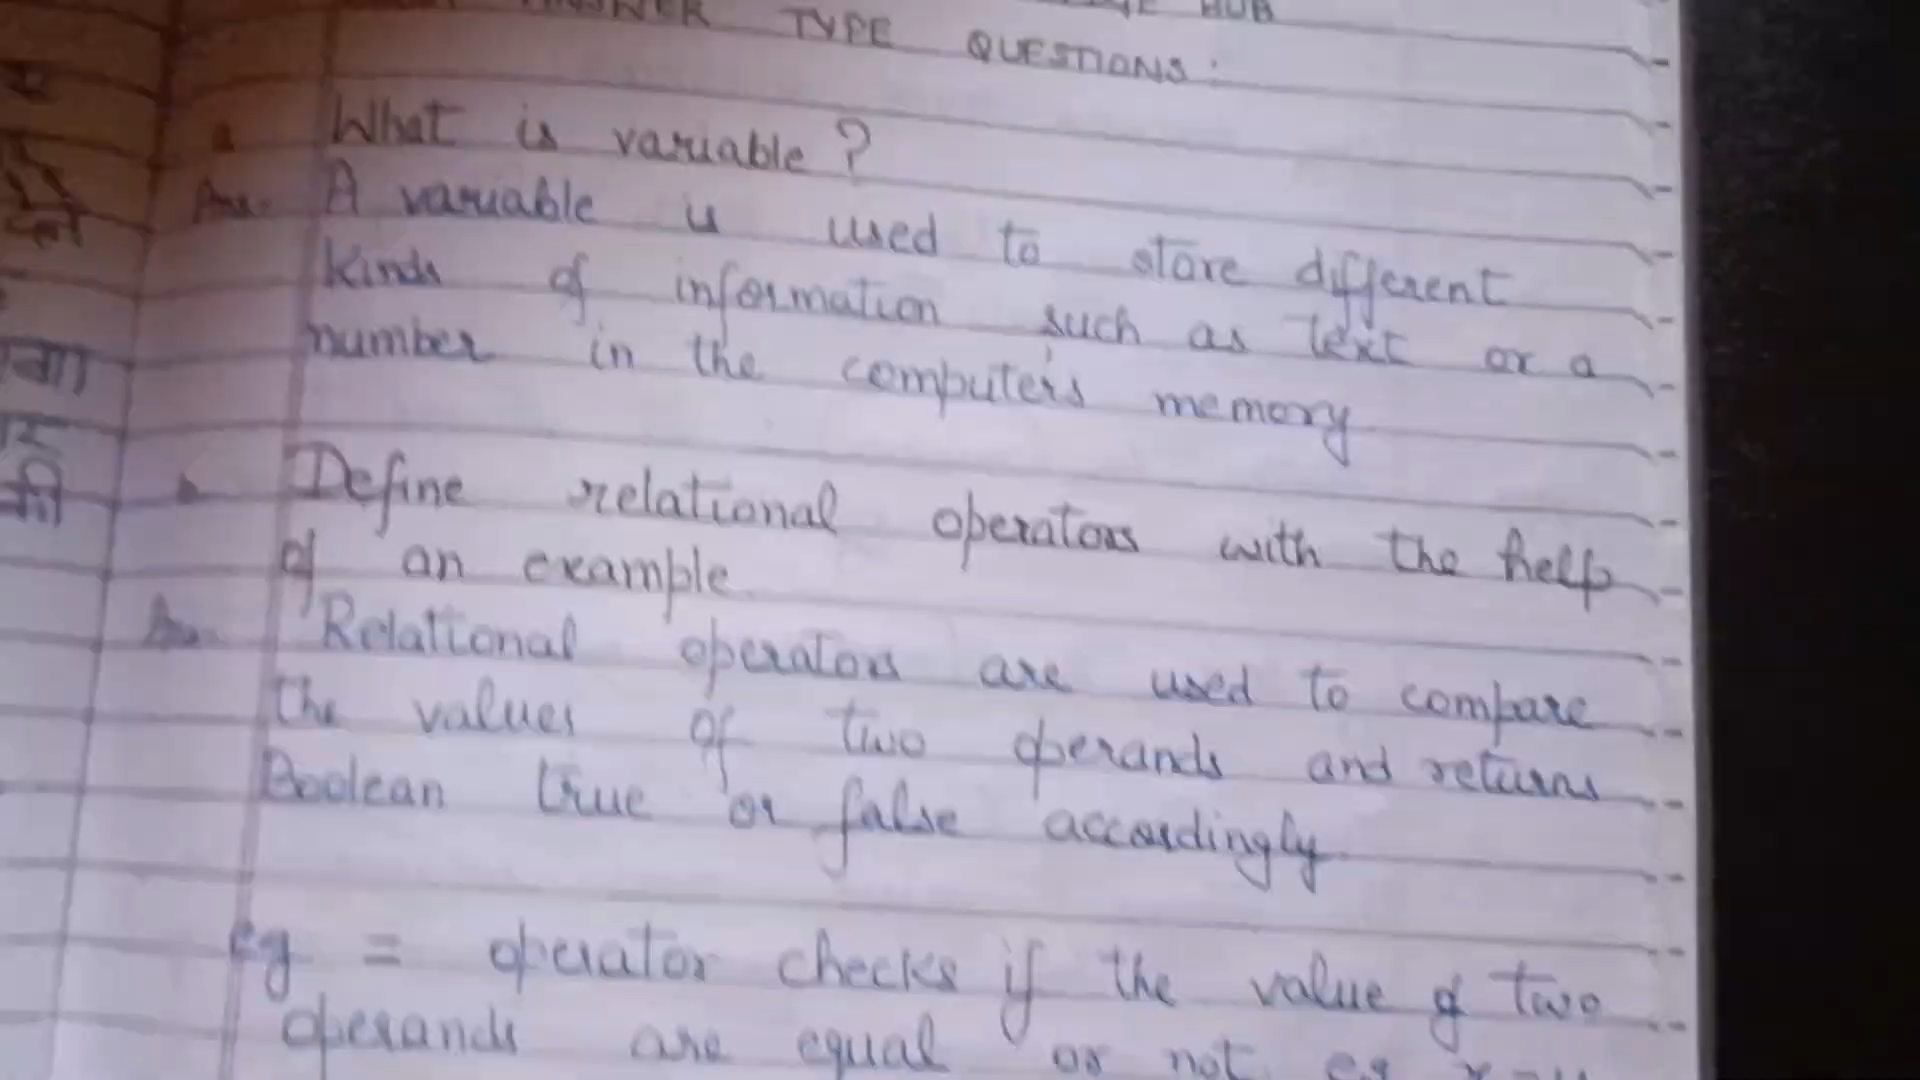 HUB
ANSWER TYPE QUESTIONS:
a What is variable?
Ans. A variable is used to store different
kinds of information such as text or a
number in the computer's memory
b Define relational operators with the help
of an example
Ans Relational operators are used to compare
the values of two operands and returns
Boolean true or false accordingly
eg = operator checks if the value of two
operands are equal or not
की